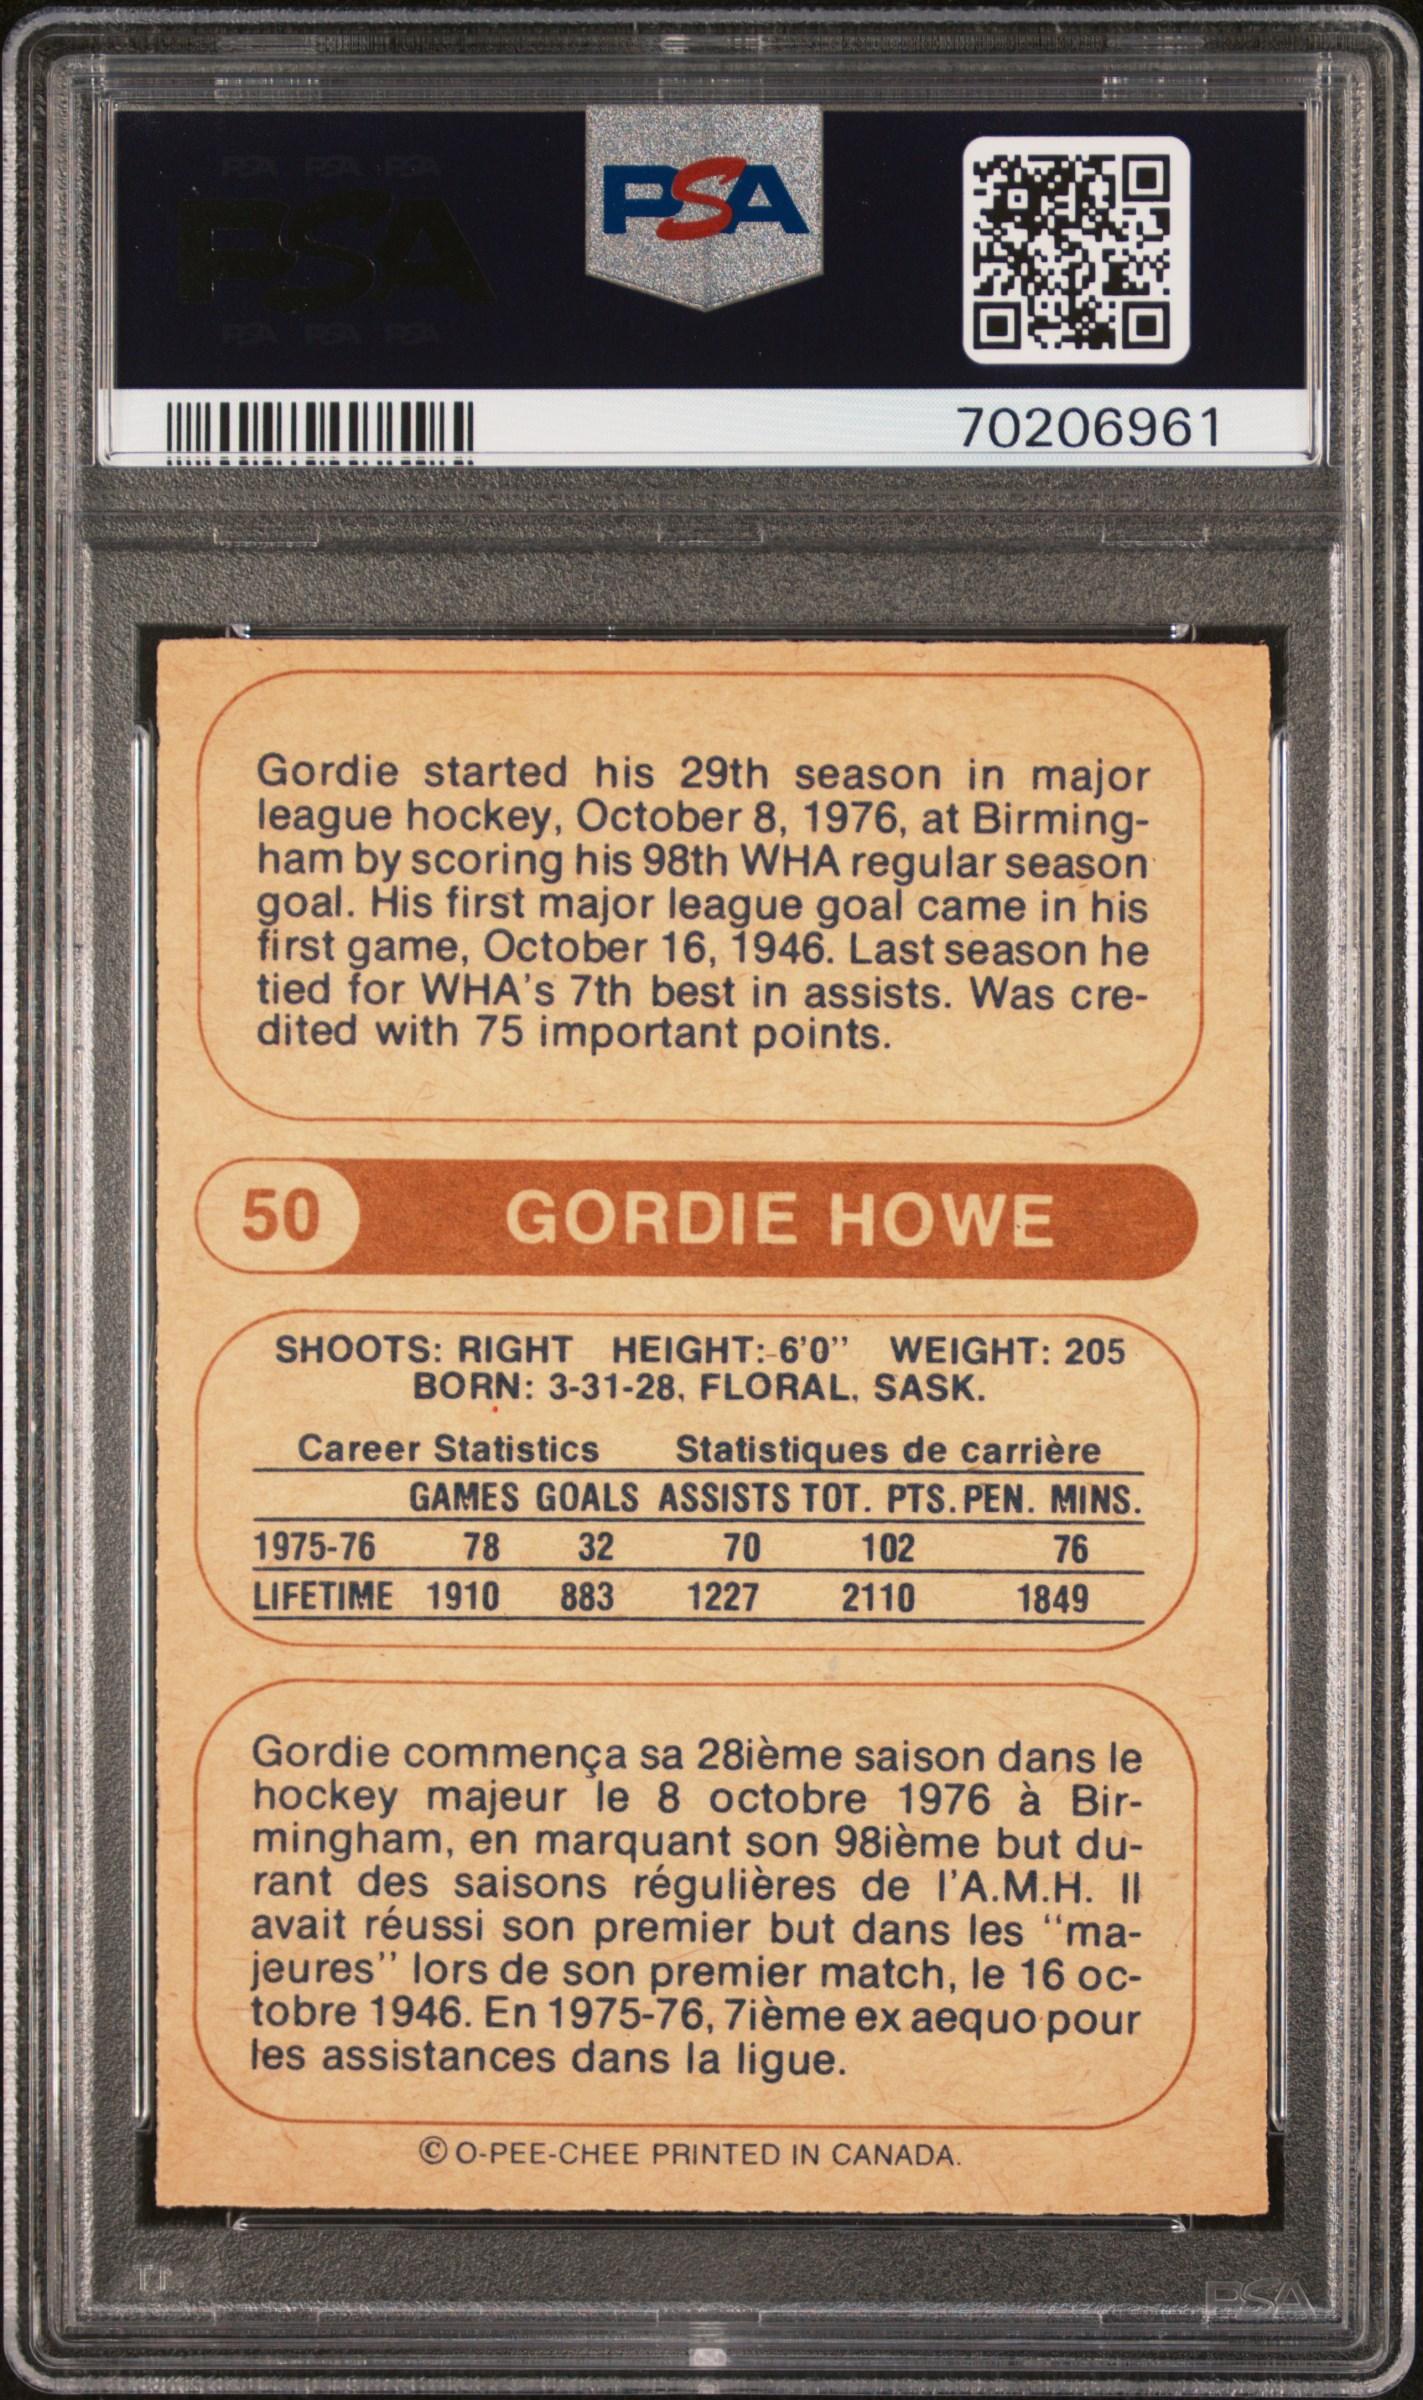 PSA PSA PSA
PSA
PSA PSA PSA
PSA
70206961
Gordie started his 29th season in major
league hockey, October 8, 1976, at Birming-
ham by scoring his 98th WHA regular season
goal. His first major league goal came in his
first game, October 16, 1946. Last season he
tied for WHA's 7th best in assists. Was cre-
dited with 75 important points.
50 GORDIE HOWE
SHOOTS: RIGHT HEIGHT: 6'0" WEIGHT: 205
BORN: 3-31-28, FLORAL, SASK.
Career Statistics Statistiques de carrière
GAMES GOALS ASSISTS TOT. PTS. PEN. MINS.
1975-76 78 32 70 102 76
LIFETIME 1910 883 1227 2110 1849
Gordie commença sa 28ième saison dans le
hockey majeur le 8 octobre 1976 à Bir-
mingham, en marquant son 98ième but du-
rant des saisons régulières de l'A.M.H. Il
avait réussi son premier but dans les "ma-
jeures" lors de son premier match, le 16 oc-
tobre 1946. En 1975-76, 7ième ex aequo pour
les assistances dans la ligue.
© O-PEE-CHEE PRINTED IN CANADA.
PSA